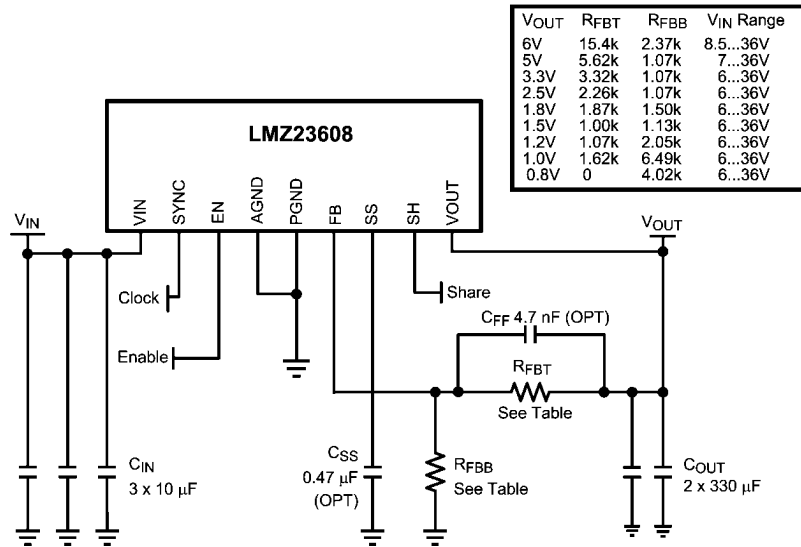 VOUT RFBT RFBB VIN Range
6V 15.4k 2.37k 8.5...36V
5V 5.62k 1.07k 7...36V
3.3V 3.32k 1.07k 6...36V
2.5V 2.26k 1.07k 6...36V
1.8V 1.87k 1.50k 6...36V
1.5V 1.00k 1.13k 6...36V
1.2V 1.07k 2.05k 6...36V
1.0V 1.62k 6.49k 6...36V
0.8V 0 4.02k 6...36V
LMZ23608
VIN
SYNC
EN
AGND
PGND
FB
SS
SH
VOUT
VIN
VOUT
Clock
Share
Enable
CFF 4.7 nF (OPT)
RFBT
See Table
CIN
3 x 10 µF
CSS
0.47 µF
(OPT)
RFBB
See Table
COUT
2 x 330 µF